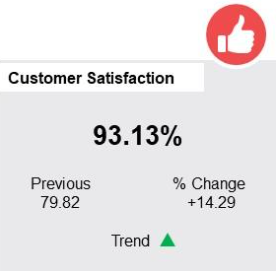 Customer Satisfaction
93.13%
Previous % Change
79.82 +14.29
Trend